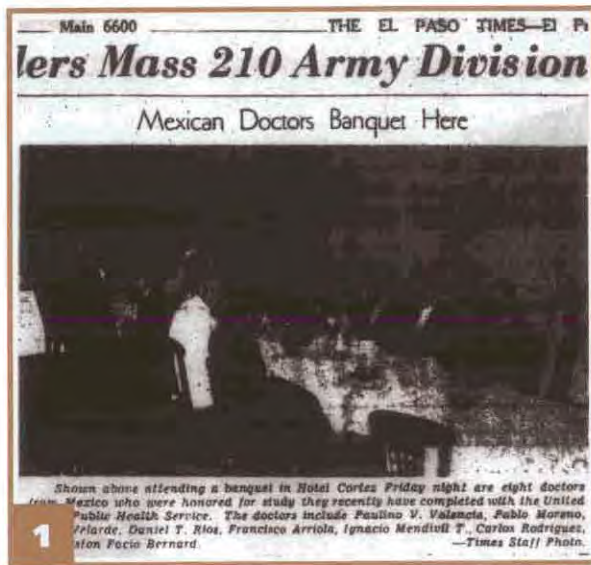 Main 6600 THE EL PASO TIMES—EL P
lers Mass 210 Army Division
Mexican Doctors Banquet Here
Shown above attending a banquet in Hotel Cortez Friday night are eight doctors
from Mexico who were honored for study they recently have completed with the United
Public Health Service. The doctors include Paulino V. Valencia, Pablo Moreno,
Velarde, Daniel T. Rios, Francisco Arriola, Ignacio Mendivil T., Carlos Rodriguez,
Facio Bernard. —Times Staff Photo.
1